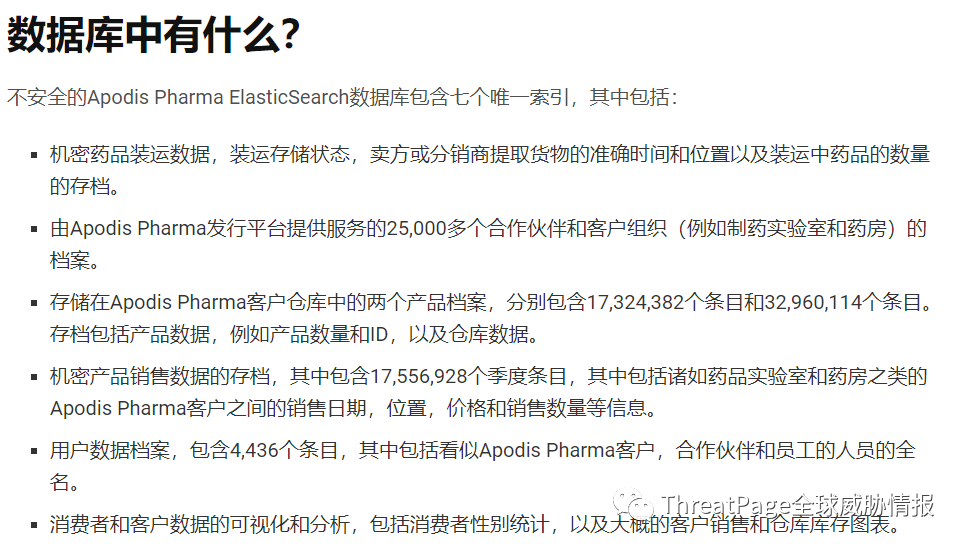 数据库中有什么？
不安全的Apodis Pharma ElasticSearch数据库包含七个唯一索引，其中包括：
▪ 机密药品装运数据，装运存储状态，卖方或分销商提取货物的准确时间和位置以及装运中药品的数量
的存档。
▪ 由Apodis Pharma发行平台提供服务的25,000多个合作伙伴和客户组织（例如制药实验室和药房）的
档案。
▪ 存储在Apodis Pharma客户仓库中的两个产品档案，分别包含17,324,382个条目和32,960,114个条目。
存档包括产品数据，例如产品数量和ID，以及仓库数据。
▪ 机密产品销售数据的存档，其中包含17,556,928个季度条目，其中包括诸如药品实验室和药房之类的
Apodis Pharma客户之间的销售日期，位置，价格和销售数量等信息。
▪ 用户数据档案，包含4,436个条目，其中包括看似Apodis Pharma客户，合作伙伴和员工的人员的全
名。
ThreatPage全球威胁情报
▪ 消费者和客户数据的可视化和分析，包括消费者性别统计，以及大概的客户销售和仓库库存图表。